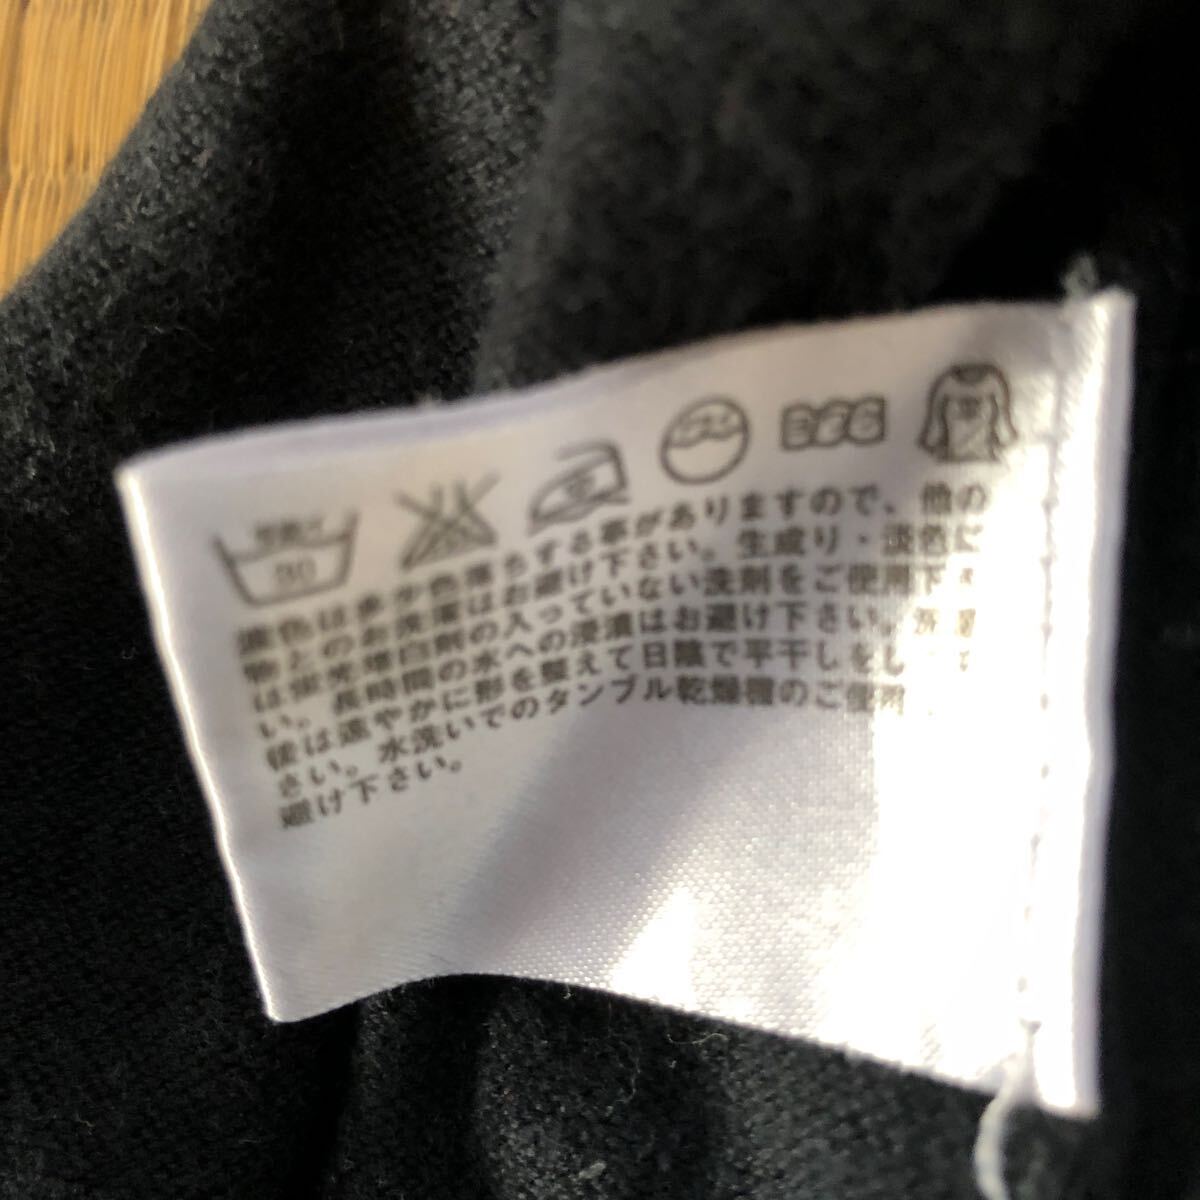 30
濃色は多少色落ちする事がありますので、他の
物とのお洗濯はお避け下さい。生成り・淡色に
は蛍光増白剤の入っていない洗剤をご使用下さ
い。長時間の水への浸漬はお避け下さい。洗濯
後は速やかに形を整えて日陰で平干しをして
さい。水洗いでのタンブル乾燥機のご使用
避け下さい。